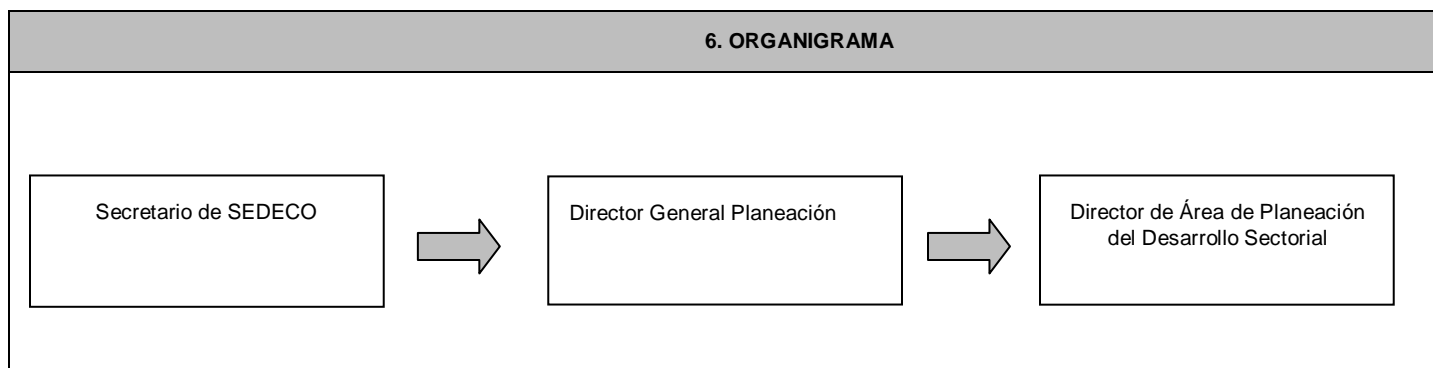 6. ORGANIGRAMA
Secretario de SEDECO
Director General Planeación
Director de Área de Planeación
del Desarrollo Sectorial